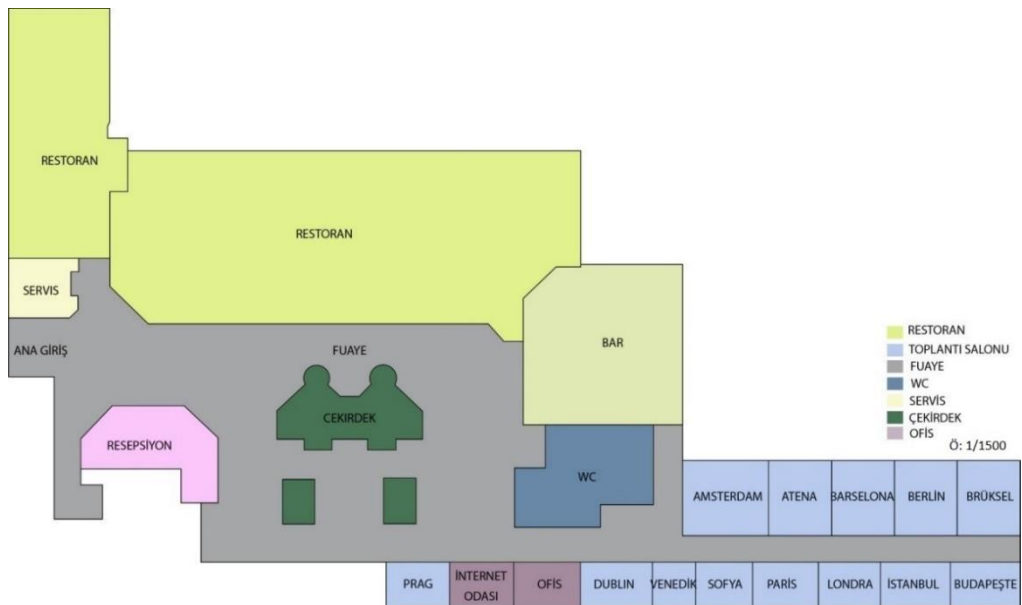 RESTORAN
RESTORAN
SERVIS
ANA GİRİŞ
FUAYE
BAR
ÇEKIRDEK
RESEPSİYON
WC
RESTORAN
TOPLANTI SALONU
FUAYE
WC
SERVİS
ÇEKİRDEK
OFİS
Ö: 1/1500
AMSTERDAM
ATENA
BARSELONA
BERLİN
BRÜKSEL
PRAG
İNTERNET
ODASI
OFİS
DUBLIN
VENEDİK
SOFYA
PARİS
LONDRA
İSTANBUL
BUDAPEŞTE